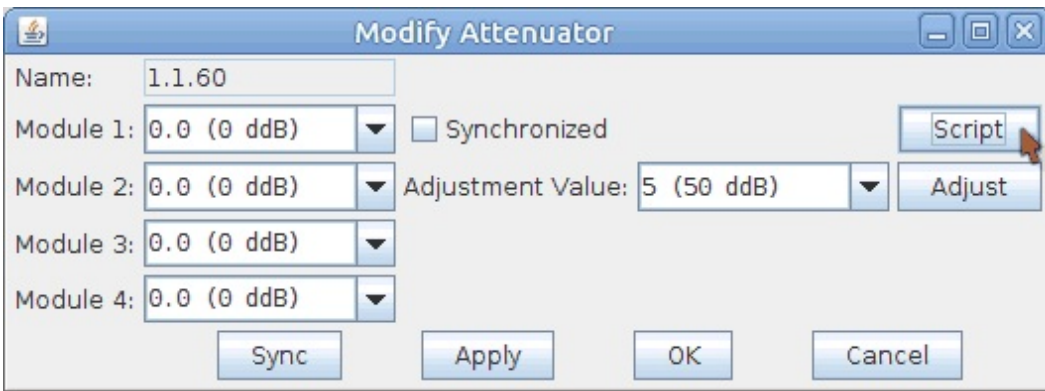 Modify Attenuator
Name: 1.1.60
Module 1: 0.0 (0 ddB) Synchronized Script
Module 2: 0.0 (0 ddB) Adjustment Value: 5 (50 ddB) Adjust
Module 3: 0.0 (0 ddB)
Module 4: 0.0 (0 ddB)
Sync Apply OK Cancel